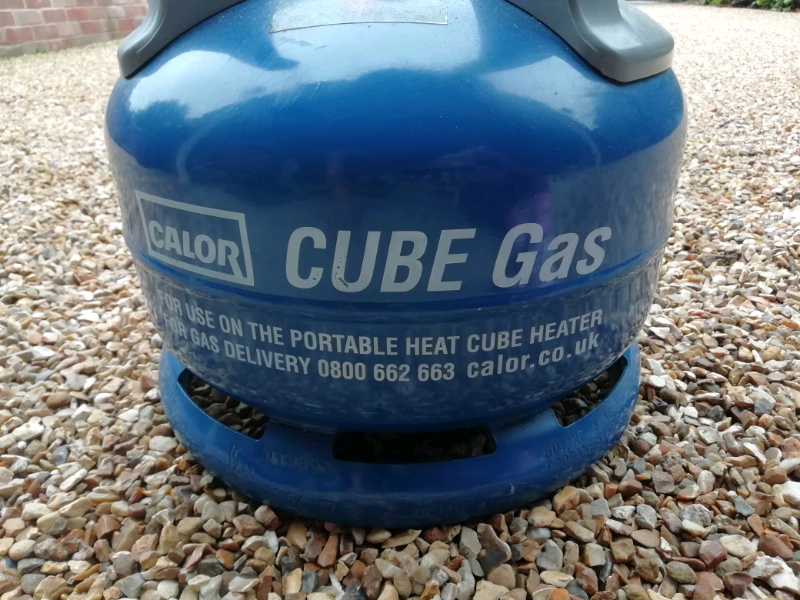 CALOR
CUBE Gas
FOR USE ON THE PORTABLE HEAT CUBE HEATER
FOR GAS DELIVERY 0800 662 663 calor.co.uk